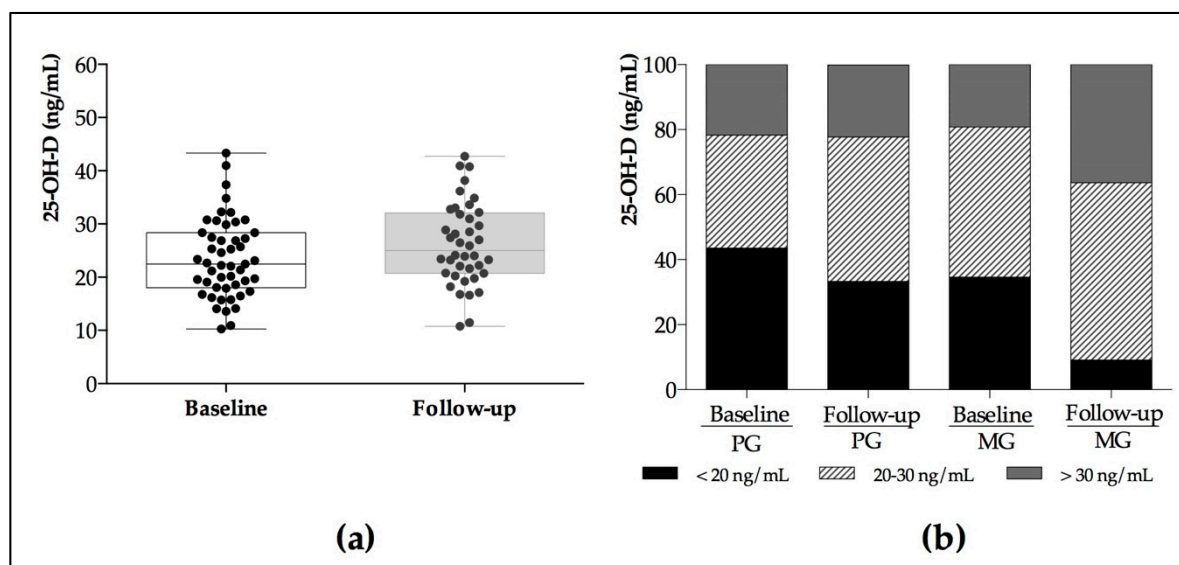 25-OH-D (ng/mL)
60
50
40
30
20
10
0
Baseline
Follow-up
(a)
25-OH-D (ng/mL)
100
80
60
40
20
0
Baseline
PG
Follow-up
PG
Baseline
MG
Follow-up
MG
< 20 ng/mL
20-30 ng/mL
> 30 ng/mL
(b)